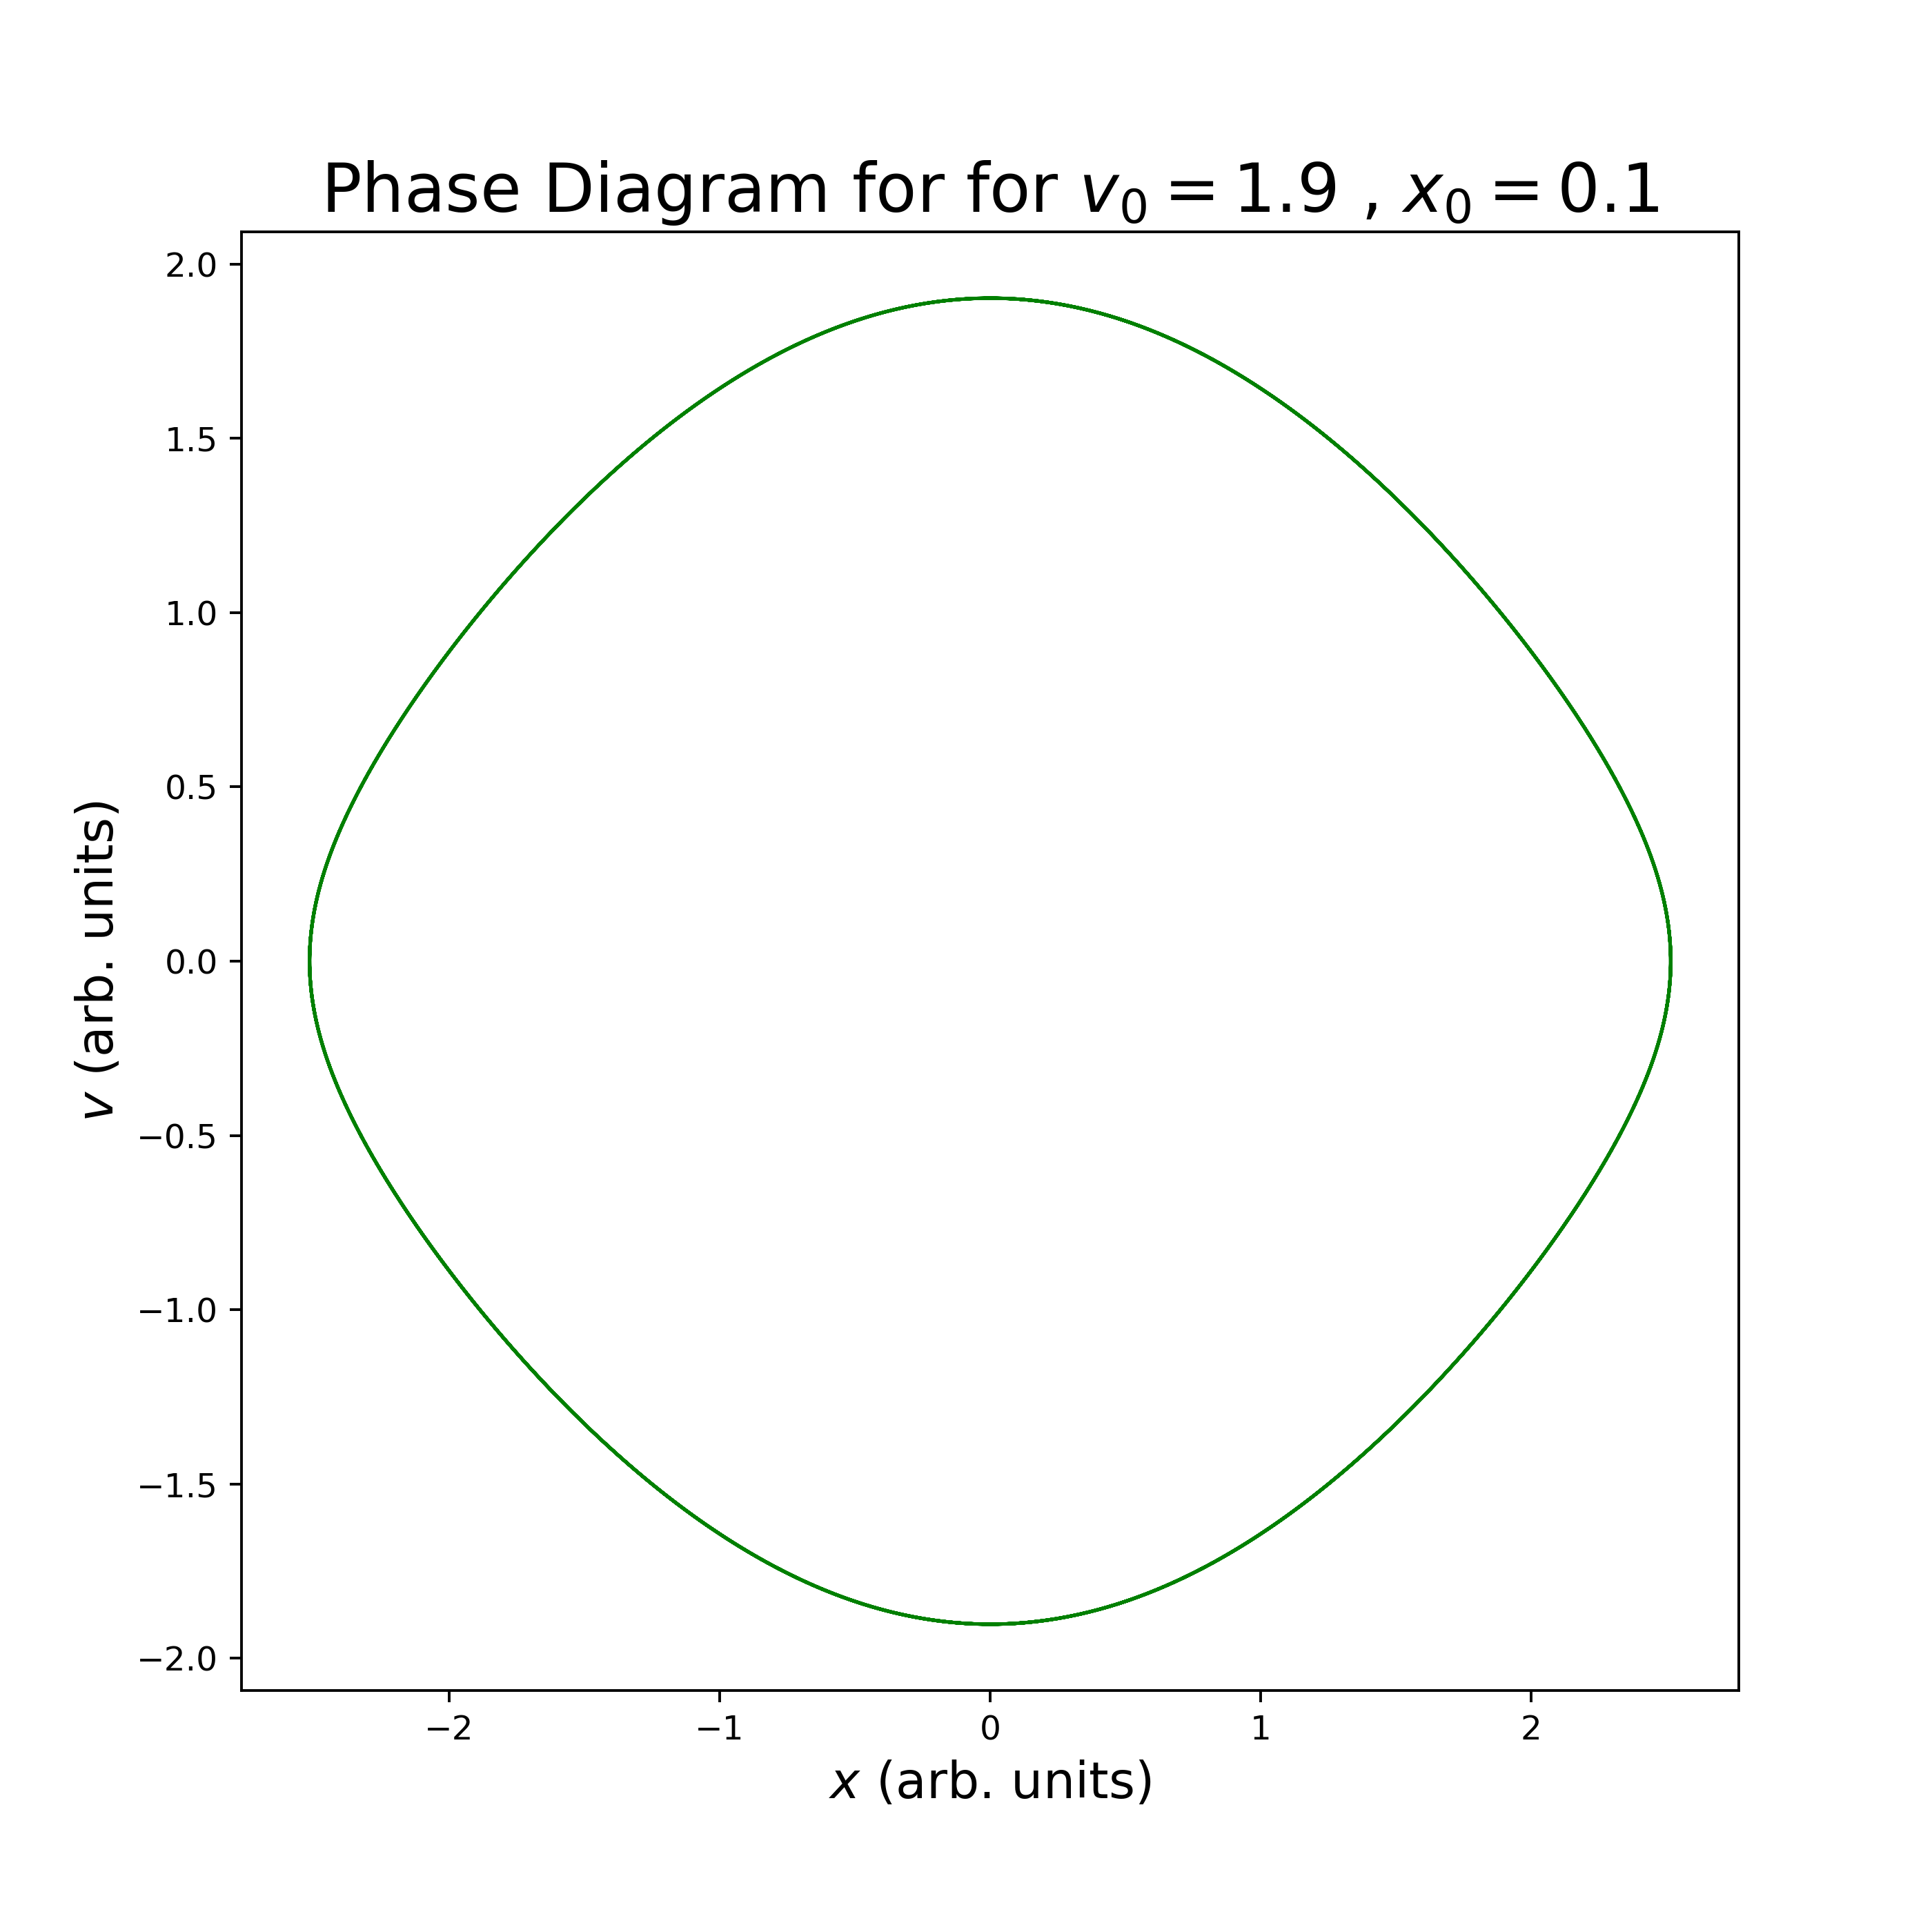 Phase Diagram for for v₀ = 1.9 , x₀ = 0.1
2.0
1.5
1.0
0.5
0.0
−0.5
−1.0
−1.5
−2.0
v (arb. units)
−2 −1 0 1 2
x (arb. units)